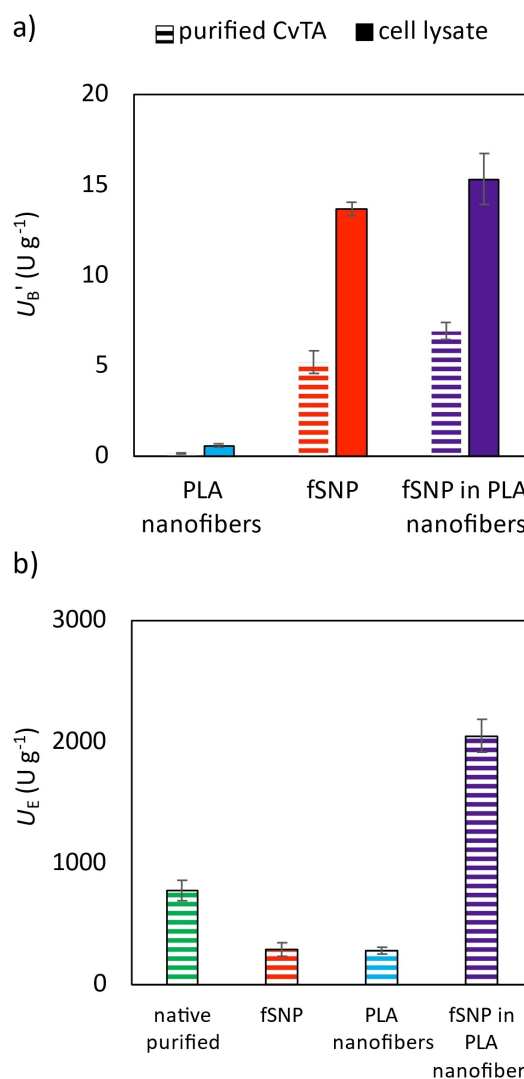 a)
purified CvTA cell lysate
20
15
10
5
0
U_B' (U g⁻¹)
PLA nanofibers
fSNP
fSNP in PLA nanofibers
b)
3000
2000
1000
0
U_E (U g⁻¹)
native purified
fSNP
PLA nanofibers
fSNP in PLA nanofiber